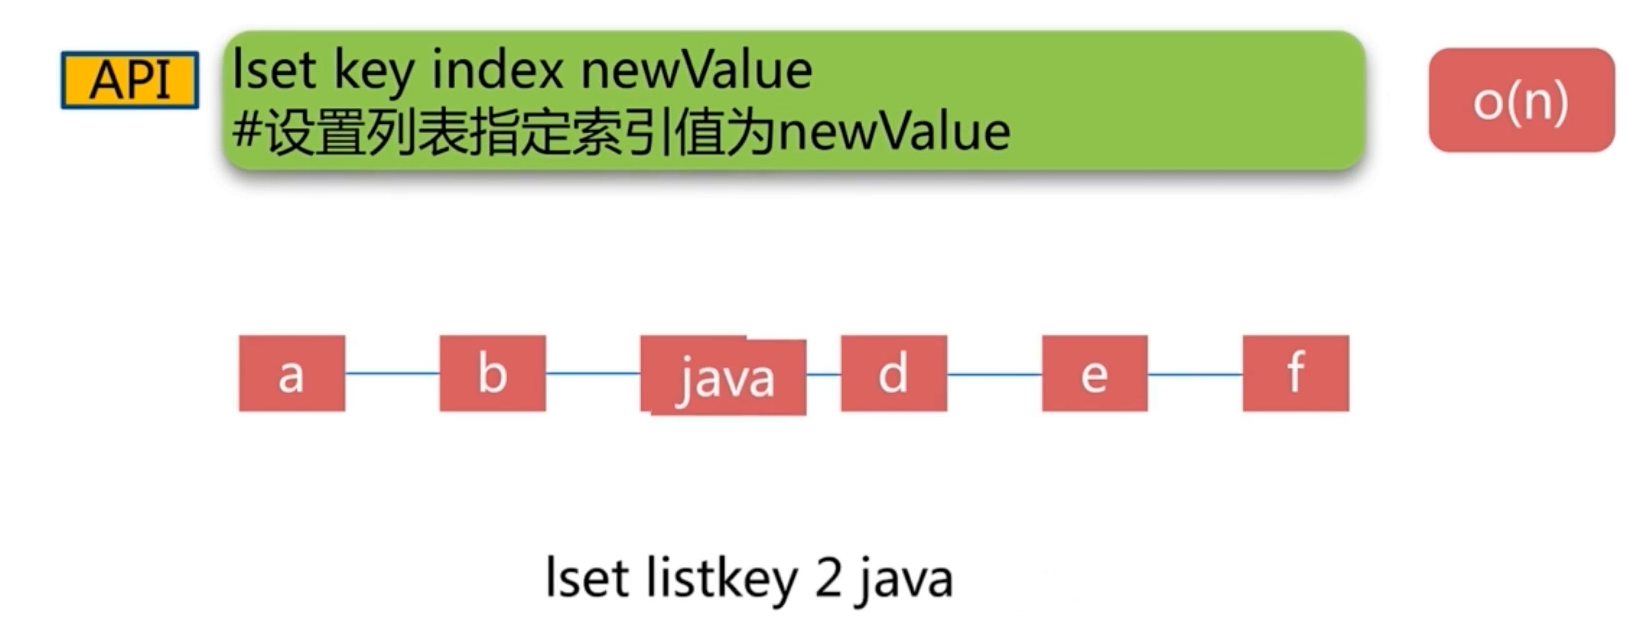 API
lset key index newValue
#设置列表指定索引值为newValue
o(n)
a
b
java
d
e
f
lset listkey 2 java